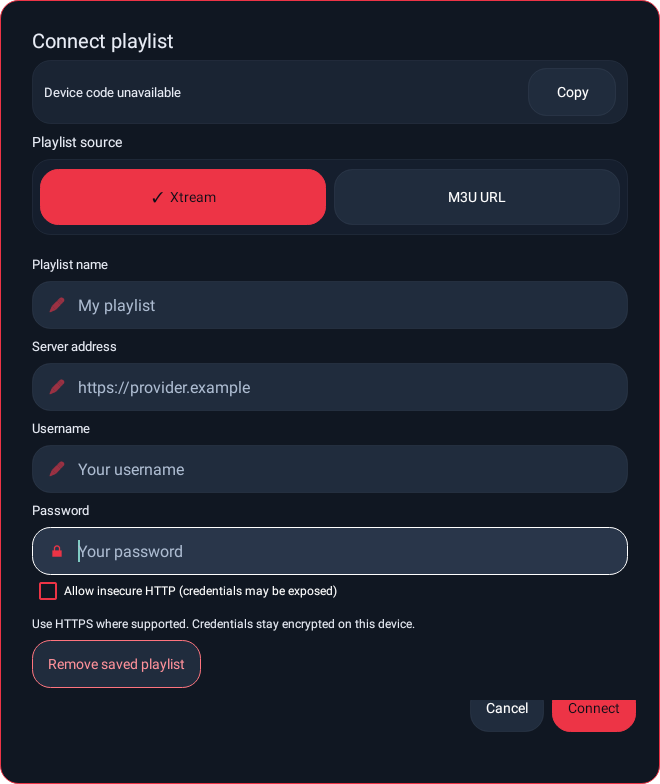 Connect playlist
Device code unavailable
Copy
Playlist source
✓ Xtream
M3U URL
Playlist name
My playlist
Server address
https://provider.example
Username
Your username
Password
Your password
Allow insecure HTTP (credentials may be exposed)
Use HTTPS where supported. Credentials stay encrypted on this device.
Remove saved playlist
Cancel
Connect